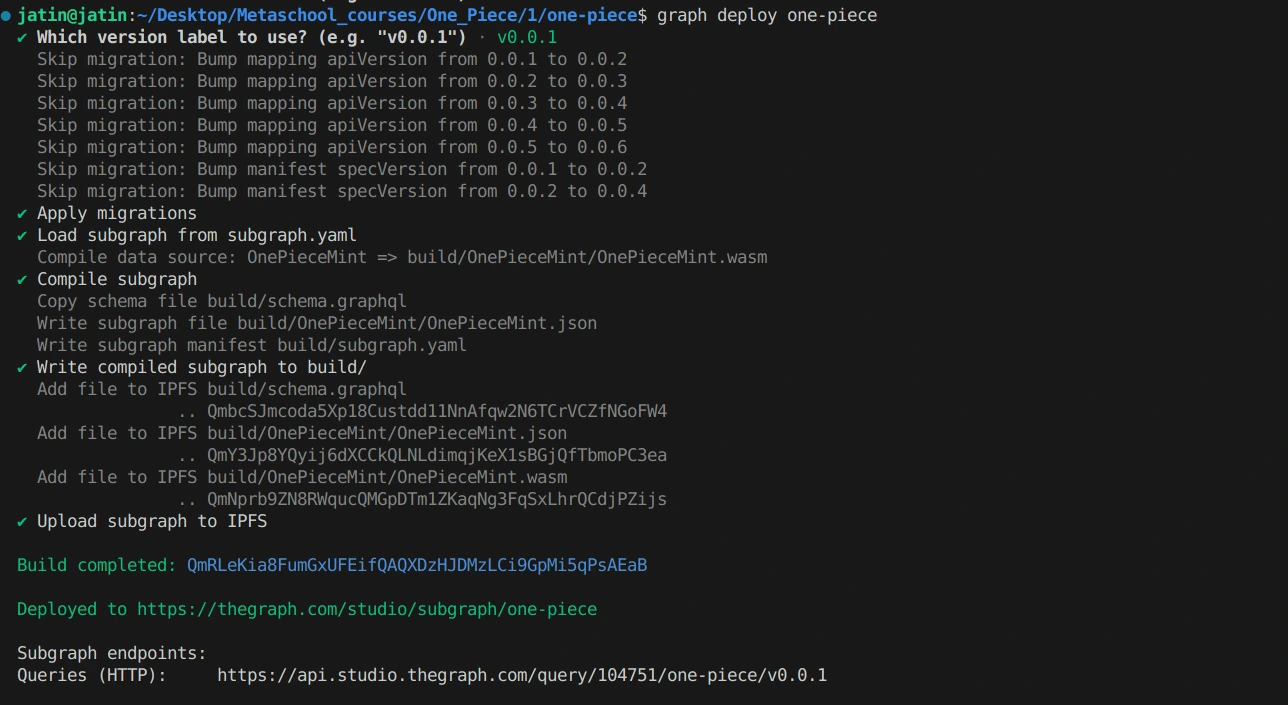 jatin@jatin:~/Desktop/Metaschool_courses/One_Piece/1/one-piece$ graph deploy one-piece
✔ Which version label to use? (e.g. "v0.0.1") · v0.0.1
Skip migration: Bump mapping apiVersion from 0.0.1 to 0.0.2
Skip migration: Bump mapping apiVersion from 0.0.2 to 0.0.3
Skip migration: Bump mapping apiVersion from 0.0.3 to 0.0.4
Skip migration: Bump mapping apiVersion from 0.0.4 to 0.0.5
Skip migration: Bump mapping apiVersion from 0.0.5 to 0.0.6
Skip migration: Bump manifest specVersion from 0.0.1 to 0.0.2
Skip migration: Bump manifest specVersion from 0.0.2 to 0.0.4
✔ Apply migrations
✔ Load subgraph from subgraph.yaml
Compile data source: OnePieceMint => build/OnePieceMint/OnePieceMint.wasm
✔ Compile subgraph
Copy schema file build/schema.graphql
Write subgraph file build/OnePieceMint/OnePieceMint.json
Write subgraph manifest build/subgraph.yaml
✔ Write compiled subgraph to build/
Add file to IPFS build/schema.graphql
.. QmbcSJmcoda5Xp18Custdd11NnAfqw2N6TCrVCZfNGoFW4
Add file to IPFS build/OnePieceMint/OnePieceMint.json
.. QmY3Jp8YQyij6dXCCkQLNLdimqjKeX1sBGjQfTbmoPC3ea
Add file to IPFS build/OnePieceMint/OnePieceMint.wasm
.. QmNprb9ZN8RWqucQMGpDTm1ZKaqNg3FqSxLhrQCdjPZijs
✔ Upload subgraph to IPFS
Build completed: QmRLeKia8FumGxUFEifQAQXDzHJDMzLCi9GpMi5qPsAEaB
Deployed to https://thegraph.com/studio/subgraph/one-piece
Subgraph endpoints:
Queries (HTTP): https://api.studio.thegraph.com/query/104751/one-piece/v0.0.1